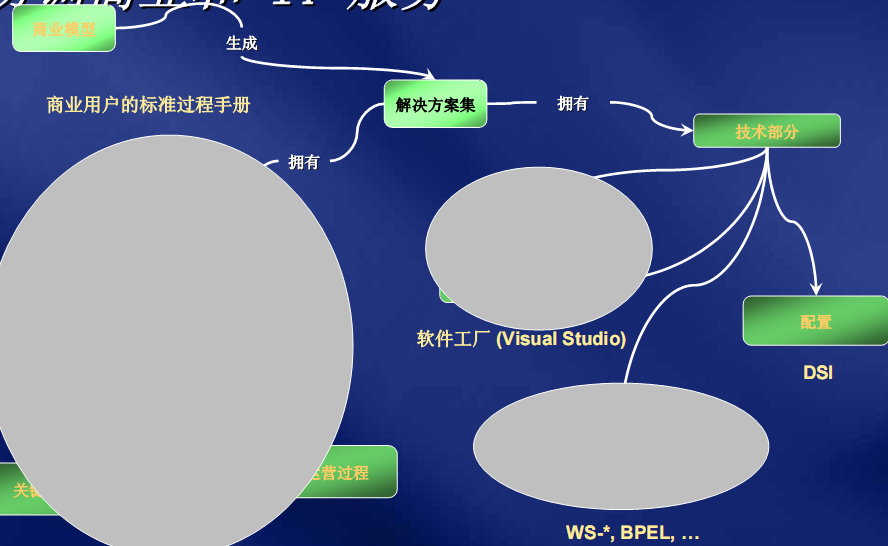 商业模型
生成
商业用户的标准过程手册
解决方案集
拥有
技术部分
拥有
软件工厂 (Visual Studio)
配置
DSI
运营过程
WS-*, BPEL, …